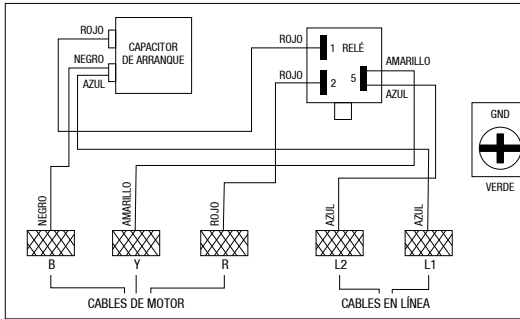 ROJO
NEGRO
AZUL
CAPACITOR
DE ARRANQUE
ROJO
1 RELÉ
ROJO
2
5
AMARILLO
AZUL
GND
VERDE
NEGRO
AMARILLO
ROJO
AZUL
AZUL
B
Y
R
L2
L1
CABLES DE MOTOR
CABLES EN LÍNEA